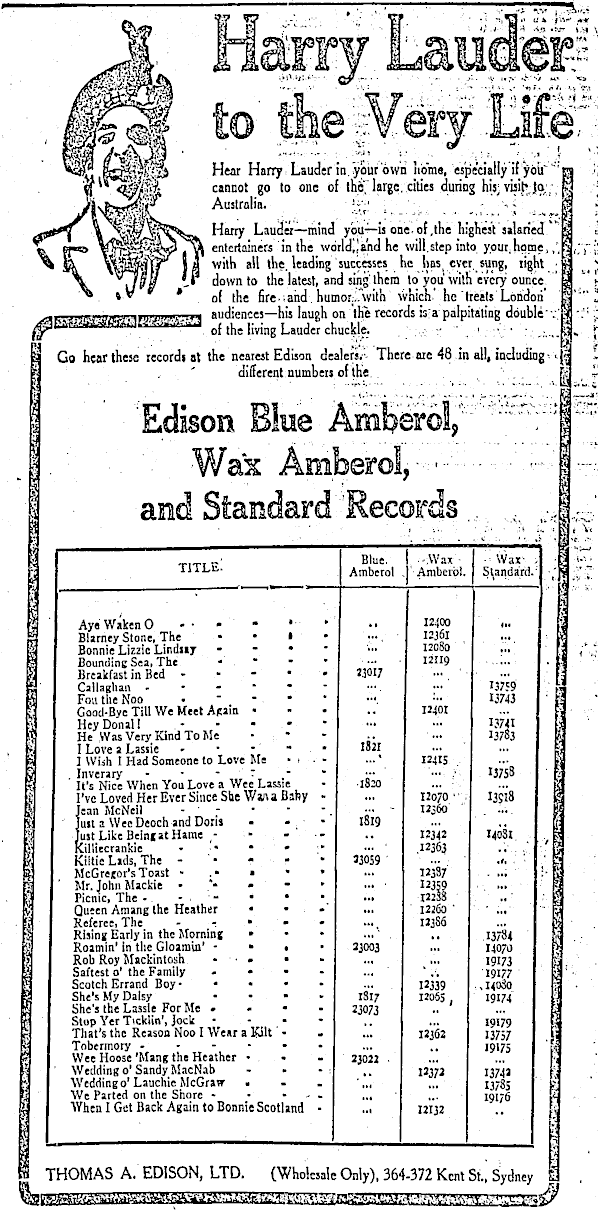 Harry Lauder
to the Very Life
Hear Harry Lauder in your own home, especially if you
cannot go to one of the large cities during his visit to
Australia.
Harry Lauder—mind you—is one of the highest salaried
entertainers in the world, and he will step into your home
with all the leading successes he has ever sung, right
down to the latest, and sing them to you with every ounce
of the fire and humor with which he treats London
audiences—his laugh on the records is a palpitating double
of the living Lauder chuckle.
Go hear these records at the nearest Edison dealers. There are 48 in all, including
different numbers of the
Edison Blue Amberol,
Wax Amberol,
and Standard Records
TITLE. Blue Amberol Wax Amberol. Wax Standard.
Aye Waken O - - - - - .. 12400 ...
Blarney Stone, The - - - - ... 12361 ...
Bonnie Lizzie Lindsay - - - - ... 12080 ...
Bounding Sea, The - - - - ... 12119 ...
Breakfast in Bed - - - - - 23017 ... ...
Callaghan - - - - - ... ... 13759
Fou the Noo - - - - - ... ... 13743
Good-Bye Till We Meet Again - - - .. 12401 ..
Hey Donal! - - - - - ... ... 13741
He Was Very Kind To Me - - - - ... ... 13783
I Love a Lassie - - - - - 1821 ... ...
I Wish I Had Someone to Love Me - - ... 12415 ...
Inverary - - - - - - ... ... 13758
It's Nice When You Love a Wee Lassie - - 1820 ... ...
I've Loved Her Ever Since She Was a Baby - - ... 12070 13918
Jean McNeil - - - - - ... 12360 ...
Just a Wee Deoch and Doris - - - - 1819 ... ..
Just Like Being at Hame - - - - - .. 12342 14081
Killiecrankie - - - - - ... 12363 ..
Kiltie Lads, The - - - - - 23059 ... ..
McGregor's Toast - - - - - ... 12387 ...
Mr. John Mackie - - - - - ... 12359 ...
Picnic, The - - - - - - ... 12238 ..
Queen Amang the Heather - - - - ... 12260 ...
Referee, The - - - - - ... 12386 ...
Rising Early in the Morning - - - - ... .. 13784
Roamin' in the Gloamin' - - - - - 23003 ... 14070
Rob Roy Mackintosh - - - - ... ... 19173
Saftest o' the Family - - - - ... .. 19177
Scotch Errand Boy - - - - - ... 12339 14080
She's My Daisy - - - - - 1817 12065 19174
She's the Lassie For Me - - - - - 23073 .. ...
Stop Yer Ticklin', Jock - - - - .. ... 19179
That's the Reason Noo I Wear a Kilt - - ... 12362 13757
Tobermory - - - - - - ... ... 19175
Wee Hoose 'Mang the Heather - - - - 23022 ... ...
Wedding o' Sandy MacNab - - - - .. 12372 13742
Wedding o' Lauchie McGraw - - - - ... ... 13785
We Parted on the Shore - - - - - ... ... 19176
When I Get Back Again to Bonnie Scotland - ... 12132 ..
THOMAS A. EDISON, LTD. (Wholesale Only), 364-372 Kent St., Sydney